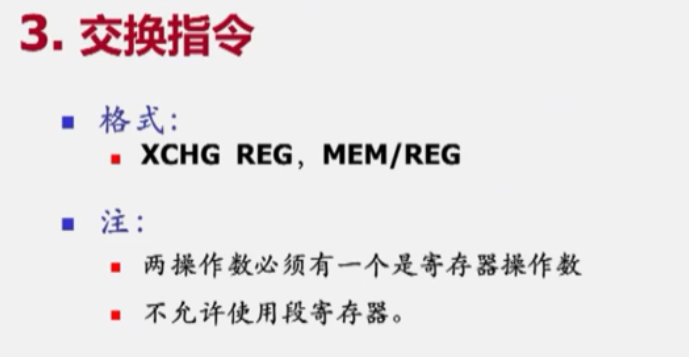 3. 交换指令
格式：
XCHG REG，MEM/REG
注：
两操作数必须有一个是寄存器操作数
不允许使用段寄存器。